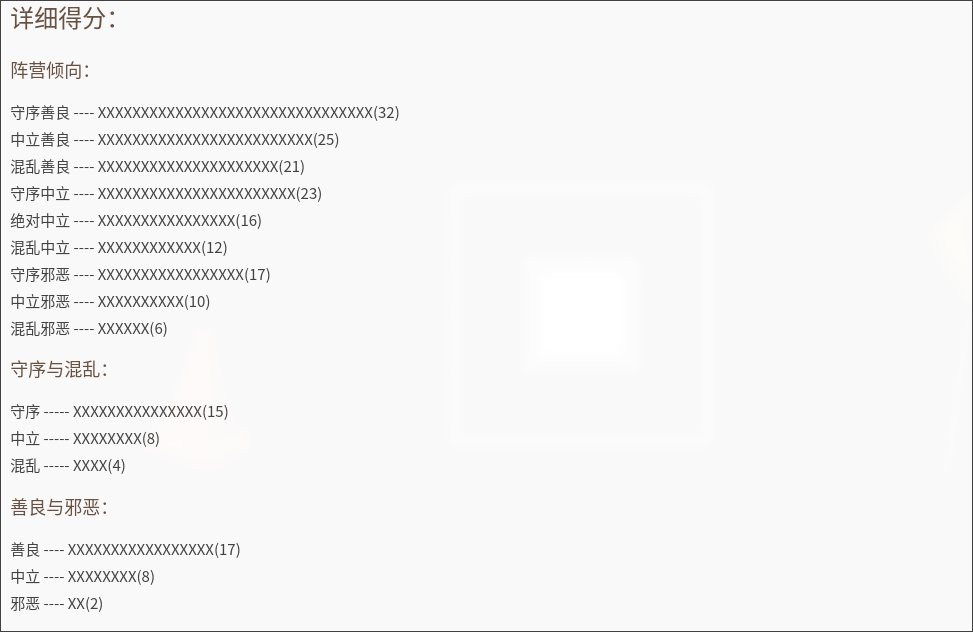 详细得分：
阵营倾向：
守序善良 ---- XXXXXXXXXXXXXXXXXXXXXXXXXXXXXXXX(32)
中立善良 ---- XXXXXXXXXXXXXXXXXXXXXXXXX(25)
混乱善良 ---- XXXXXXXXXXXXXXXXXXXXX(21)
守序中立 ---- XXXXXXXXXXXXXXXXXXXXXXX(23)
绝对中立 ---- XXXXXXXXXXXXXXXX(16)
混乱中立 ---- XXXXXXXXXXXX(12)
守序邪恶 ---- XXXXXXXXXXXXXXXXX(17)
中立邪恶 ---- XXXXXXXXXX(10)
混乱邪恶 ---- XXXXXX(6)
守序与混乱：
守序 ----- XXXXXXXXXXXXXXX(15)
中立 ----- XXXXXXXX(8)
混乱 ----- XXXX(4)
善良与邪恶：
善良 ---- XXXXXXXXXXXXXXXXX(17)
中立 ---- XXXXXXXX(8)
邪恶 ---- XX(2)